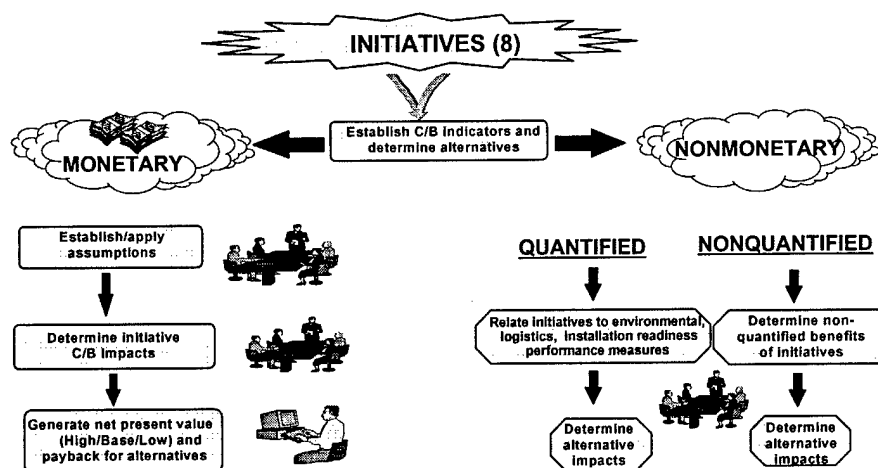 INITIATIVES (8)
Establish C/B indicators and
determine alternatives
MONETARY
NONMONETARY
Establish/apply
assumptions
Determine initiative
C/B impacts
Generate net present value
(High/Base/Low) and
payback for alternatives
QUANTIFIED
Relate initiatives to environmental,
logistics, installation readiness
performance measures
Determine
alternative
impacts
NONQUANTIFIED
Determine non-
quantified benefits
of initiatives
Determine
alternative
impacts